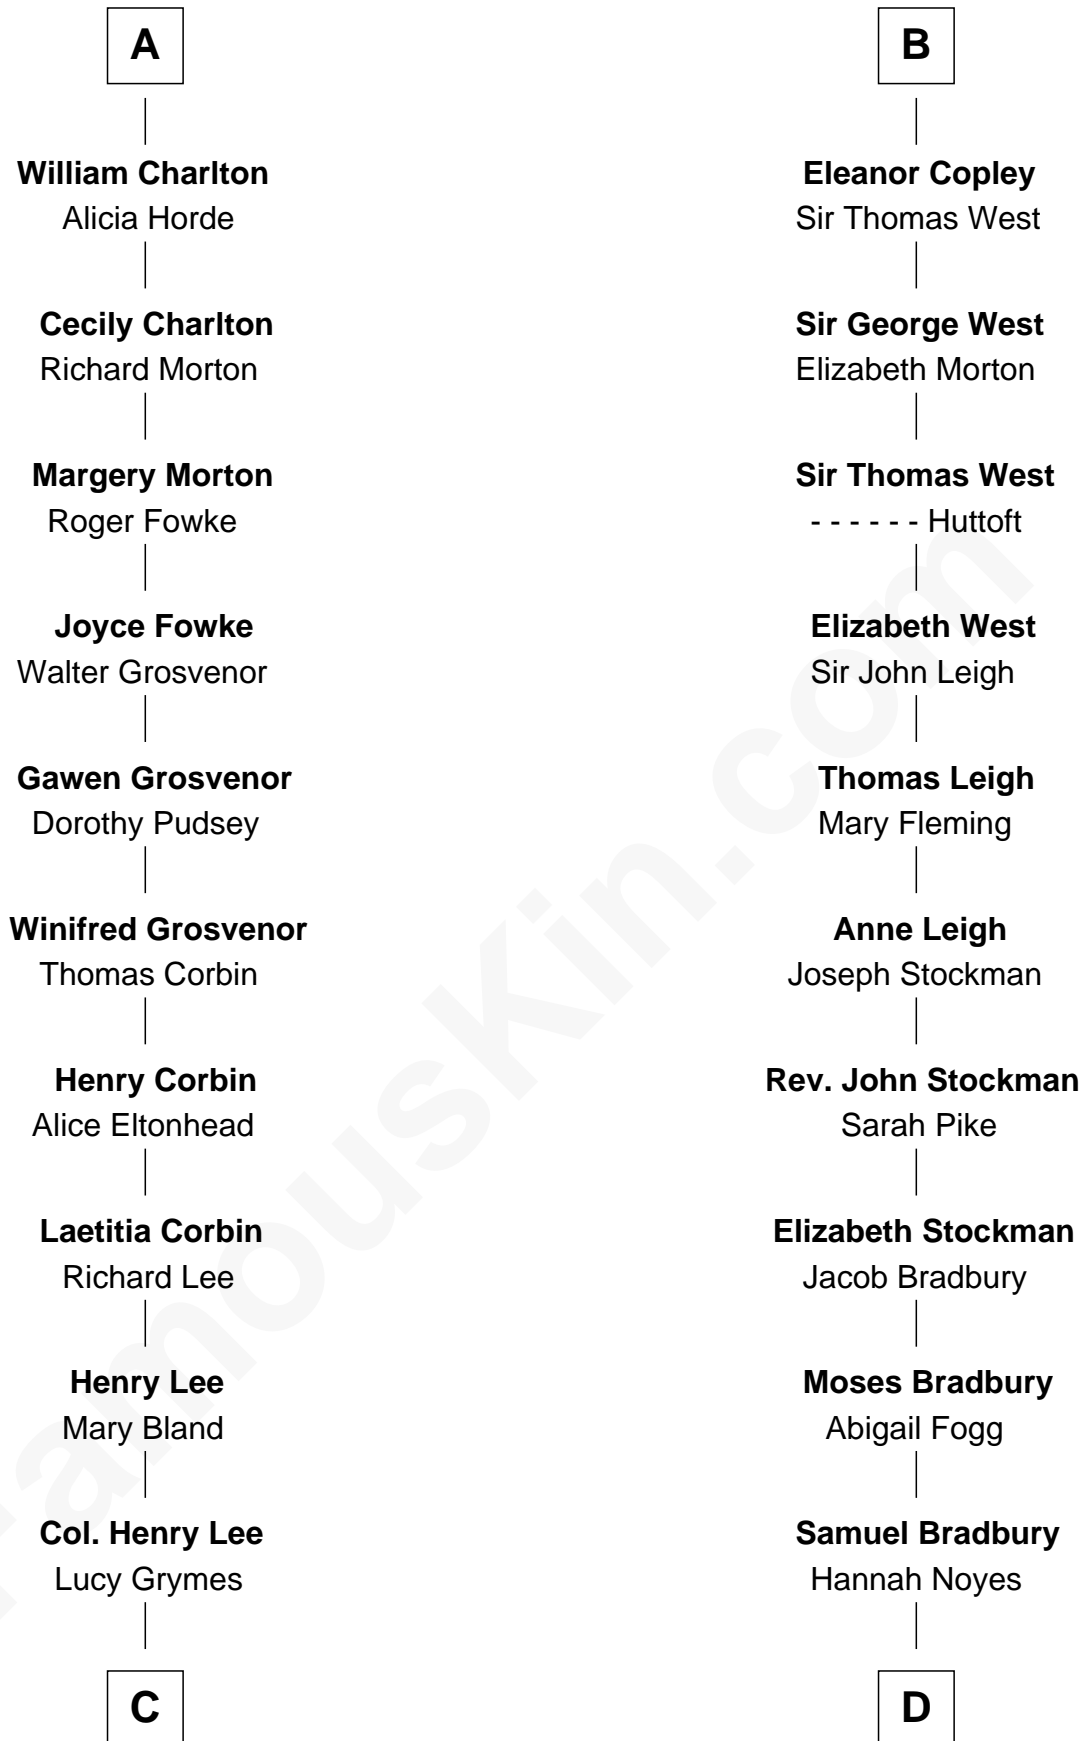 A
William Charlton
Alicia Horde
Cecily Charlton
Richard Morton
Margery Morton
Roger Fowke
Joyce Fowke
Walter Grosvenor
Gawen Grosvenor
Dorothy Pudsey
Winifred Grosvenor
Thomas Corbin
Henry Corbin
Alice Eltonhead
Laetitia Corbin
Richard Lee
Henry Lee
Mary Bland
Col. Henry Lee
Lucy Grymes
C
B
Eleanor Copley
Sir Thomas West
Sir George West
Elizabeth Morton
Sir Thomas West
- - - - - - Huttoft
Elizabeth West
Sir John Leigh
Thomas Leigh
Mary Fleming
Anne Leigh
Joseph Stockman
Rev. John Stockman
Sarah Pike
Elizabeth Stockman
Jacob Bradbury
Moses Bradbury
Abigail Fogg
Samuel Bradbury
Hannah Noyes
D
FamousKin.com